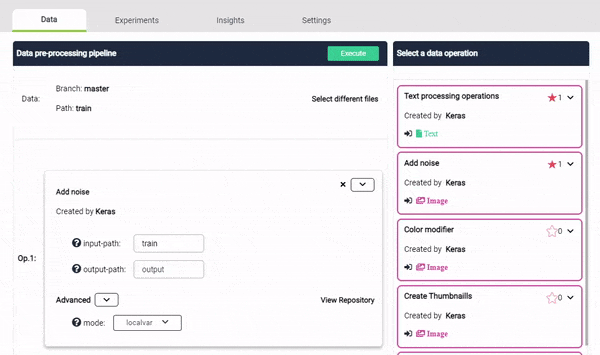 Data Experiments Insights Settings
Data pre-processing pipeline Execute
Data:
Branch: master
Path: train
Select different files
Op.1:
Add noise
Created by Keras
input-path: train
output-path: output
Advanced View Repository
mode: localvar
Select a data operation
Text processing operations 1
Created by Keras
Text
Add noise 1
Created by Keras
Image
Color modifier 0
Created by Keras
Image
Create Thumbnaills 0
Created by Keras
Image